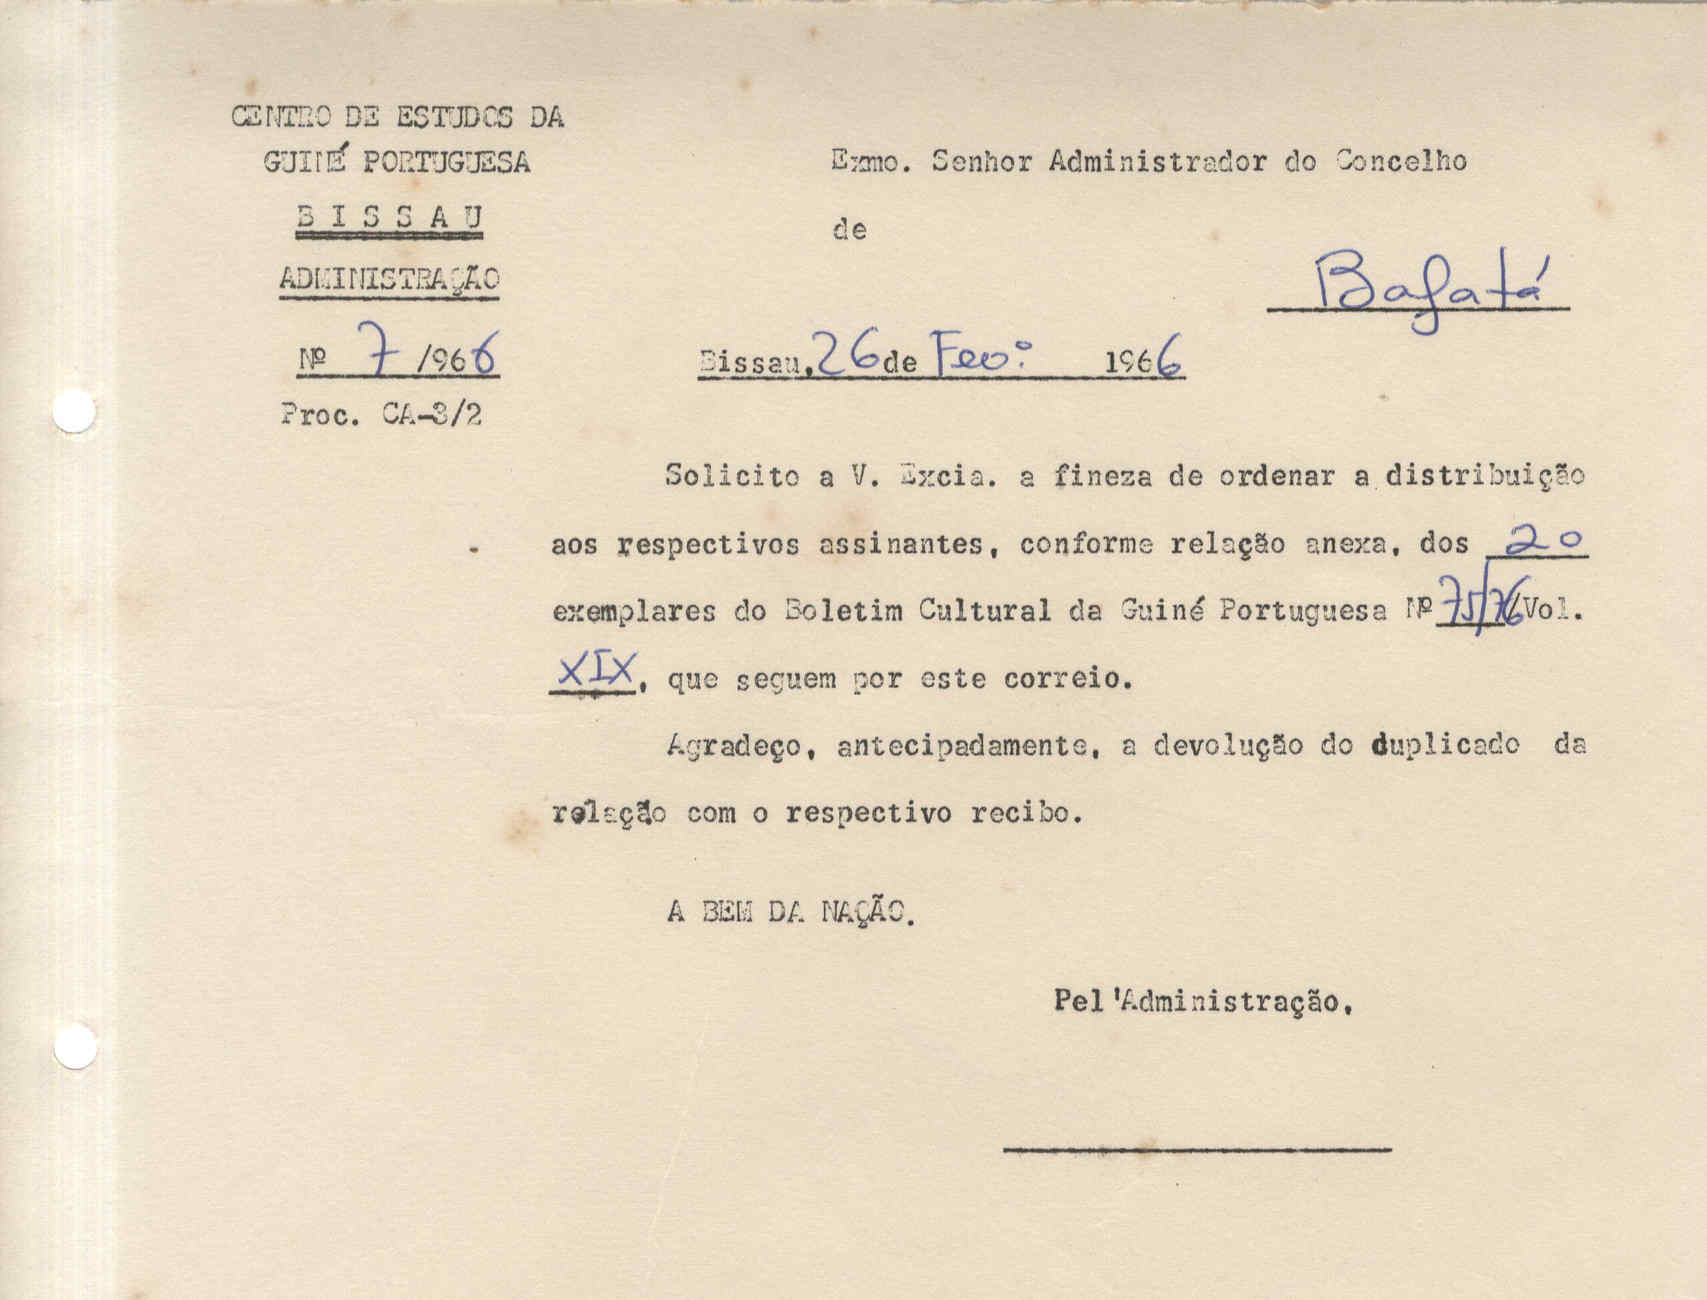 CENTRO DE ESTUDOS DA
GUINÉ PORTUGUESA
B I S S A U
ADMINISTRAÇÃO
Nº 7 /966
Proc. CA-3/2
Exmo. Senhor Administrador do Concelho
de
Bafatá
Bissau, 26 de Fevº: 1966
Solicito a V. Excia. a fineza de ordenar a distribuição
aos respectivos assinantes, conforme relação anexa, dos 20
exemplares do Boletim Cultural da Guiné Portuguesa Nº 75/76/Vol.
XIX, que seguem por este correio.
Agradeço, antecipadamente, a devolução do duplicado da
relação com o respectivo recibo.
A BEM DA NAÇÃO.
Pel'Administração,